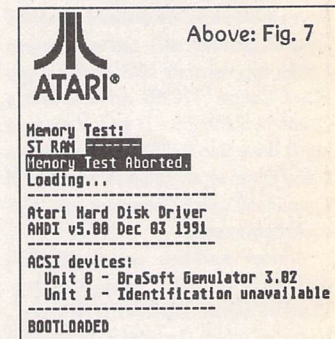 Above: Fig. 7
ATARI®
Memory Test:
ST RAM
Memory Test Aborted.
Loading...
------------------------
Atari Hard Disk Driver
AHDI v5.00 Dec 03 1991
------------------------
ACSI devices:
Unit 0 - BraSoft Gemulator 3.02
Unit 1 - Identification unavailable
------------------------
BOOTLOADED